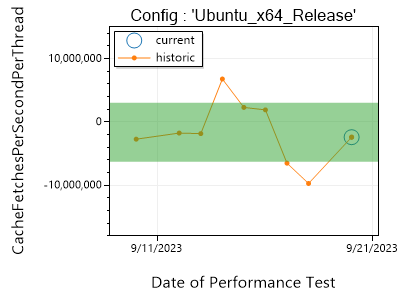 Config : 'Ubuntu_x64_Release'
current
historic
CacheFetchesPerSecondPerThread
10,000,000
0
-10,000,000
9/11/2023
9/21/2023
Date of Performance Test